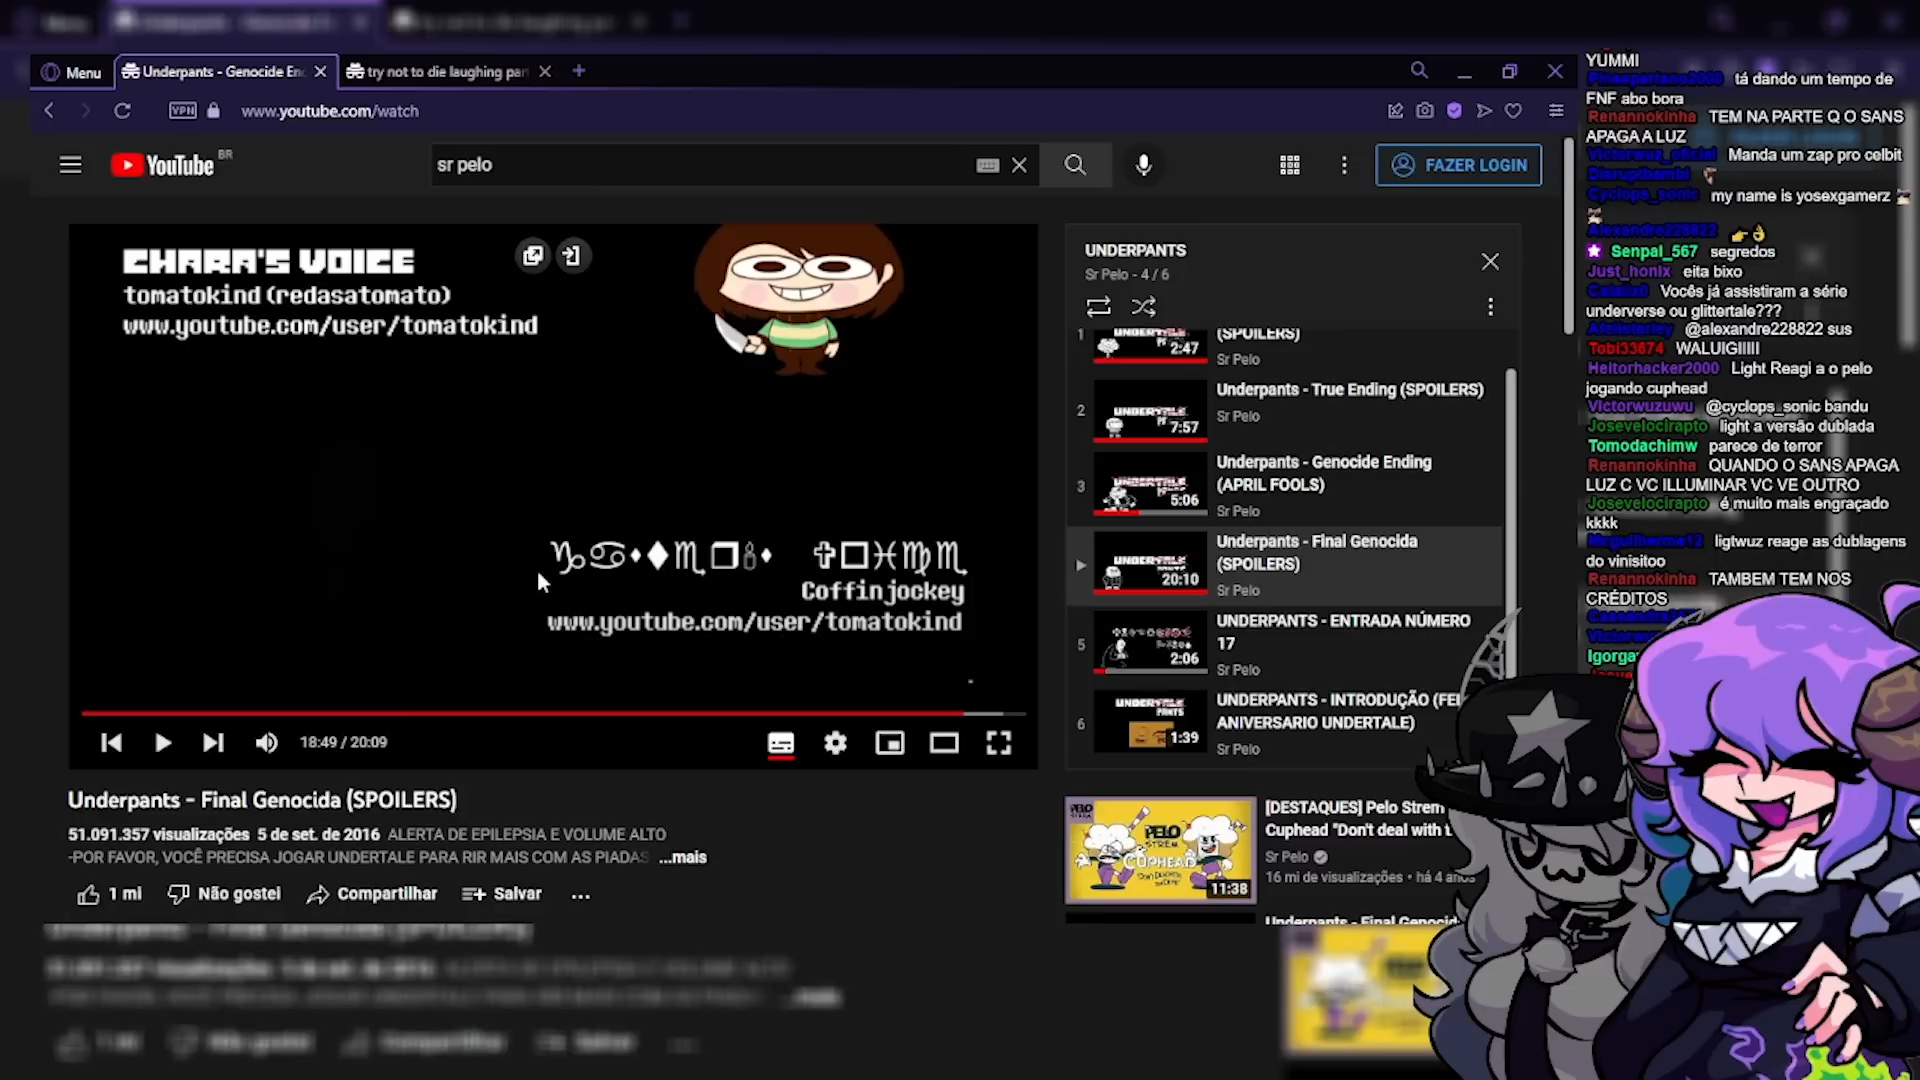 Menu
Underpants - Genocide En
try not to die laughing par
VPN
www.youtube.com/watch
YouTube BR
sr pelo
FAZER LOGIN
CHARA'S VOICE
tomatokind (redasatomato)
www.youtube.com/user/tomatokind
♑︎♋︎⬧︎⧫︎♏︎❒︎🕯︎⬧︎ ✞︎□︎♓︎♍︎♏︎
Coffinjockey
www.youtube.com/user/tomatokind
18:49 / 20:09
Underpants - Final Genocida (SPOILERS)
51.091.357 visualizações 5 de set. de 2016 ALERTA DE EPILEPSIA E VOLUME ALTO
-POR FAVOR, VOCÊ PRECISA JOGAR UNDERTALE PARA RIR MAIS COM AS PIADAS ...mais
1 mi
Não gostei
Compartilhar
Salvar
UNDERPANTS
Sr Pelo - 4 / 6
1
2:47
(SPOILERS)
Sr Pelo
2
7:57
Underpants - True Ending (SPOILERS)
Sr Pelo
3
5:06
Underpants - Genocide Ending
(APRIL FOOLS)
Sr Pelo
20:10
Underpants - Final Genocida
(SPOILERS)
Sr Pelo
5
2:06
UNDERPANTS - ENTRADA NÚMERO
17
Sr Pelo
6
1:39
UNDERPANTS - INTRODUÇÃO (FEL
ANIVERSARIO UNDERTALE)
Sr Pelo
PELO
CUPHEAD
11:38
[DESTAQUES] Pelo Strem
Cuphead "Don't deal with t
Sr Pelo
16 mi de visualizações • há 4 anos
Underpants - Final Genocid
YUMMI
tá dando um tempo de
FNF abo bora
Renannokinha TEM NA PARTE Q O SANS
APAGA A LUZ
Victorwuz_oficial Manda um zap pro celbit
Disruptbambi
Cyclops_sonic my name is yosexgamerz
Alexandre228822
Senpai_567 segredos
Just_honix eita bixo
Vocês já assistiram a série
underverse ou glittertale???
@alexandre228822 sus
Tobi33674 WALUIGIIIII
Heitorhacker2000 Light Reagi a o pelo
jogando cuphead
Victorwuzuwu @cyclops_sonic bandu
Josevelocirapto light a versão dublada
Tomodachimw parece de terror
Renannokinha QUANDO O SANS APAGA
LUZ C VC ILLUMINAR VC VE OUTRO
Josevelocirapto é muito mais engraçado
kkkk
ligtwuz reage as dublagens
do vinisitoo
Renannokinha TAMBEM TEM NOS
CRÉDITOS